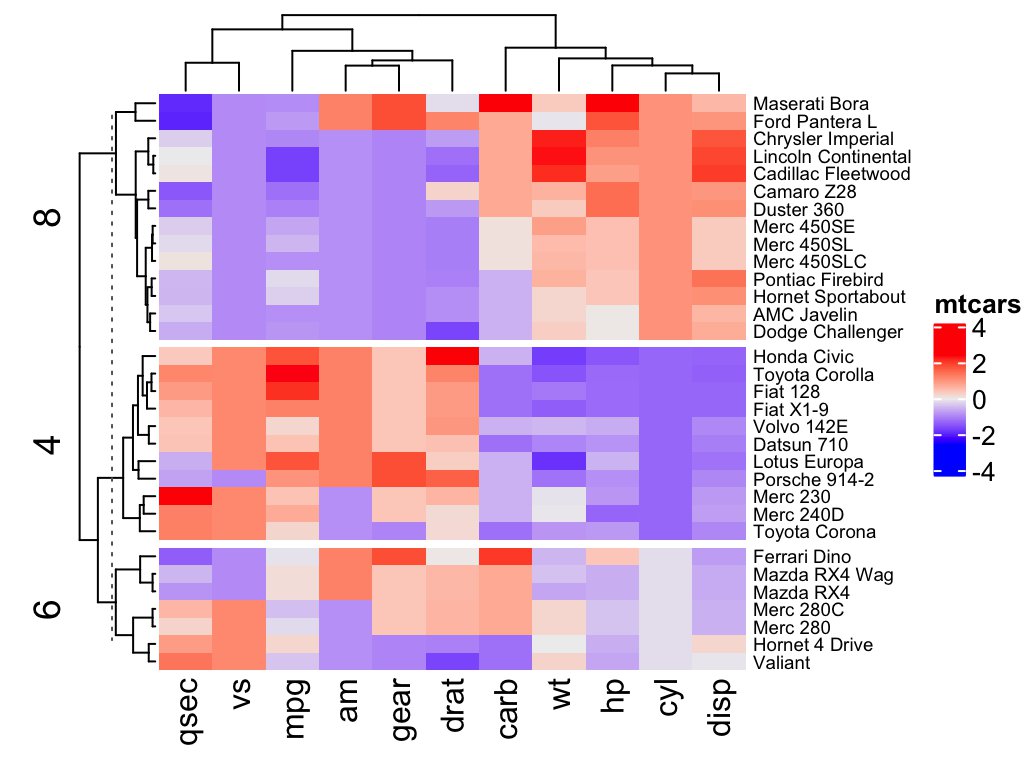 8
4
6
Maserati Bora
Ford Pantera L
Chrysler Imperial
Lincoln Continental
Cadillac Fleetwood
Camaro Z28
Duster 360
Merc 450SE
Merc 450SL
Merc 450SLC
Pontiac Firebird
Hornet Sportabout
AMC Javelin
Dodge Challenger
Honda Civic
Toyota Corolla
Fiat 128
Fiat X1-9
Volvo 142E
Datsun 710
Lotus Europa
Porsche 914-2
Merc 230
Merc 240D
Toyota Corona
Ferrari Dino
Mazda RX4 Wag
Mazda RX4
Merc 280C
Merc 280
Hornet 4 Drive
Valiant
qsec vs mpg am gear drat carb wt hp cyl disp
mtcars
4
2
0
-2
-4